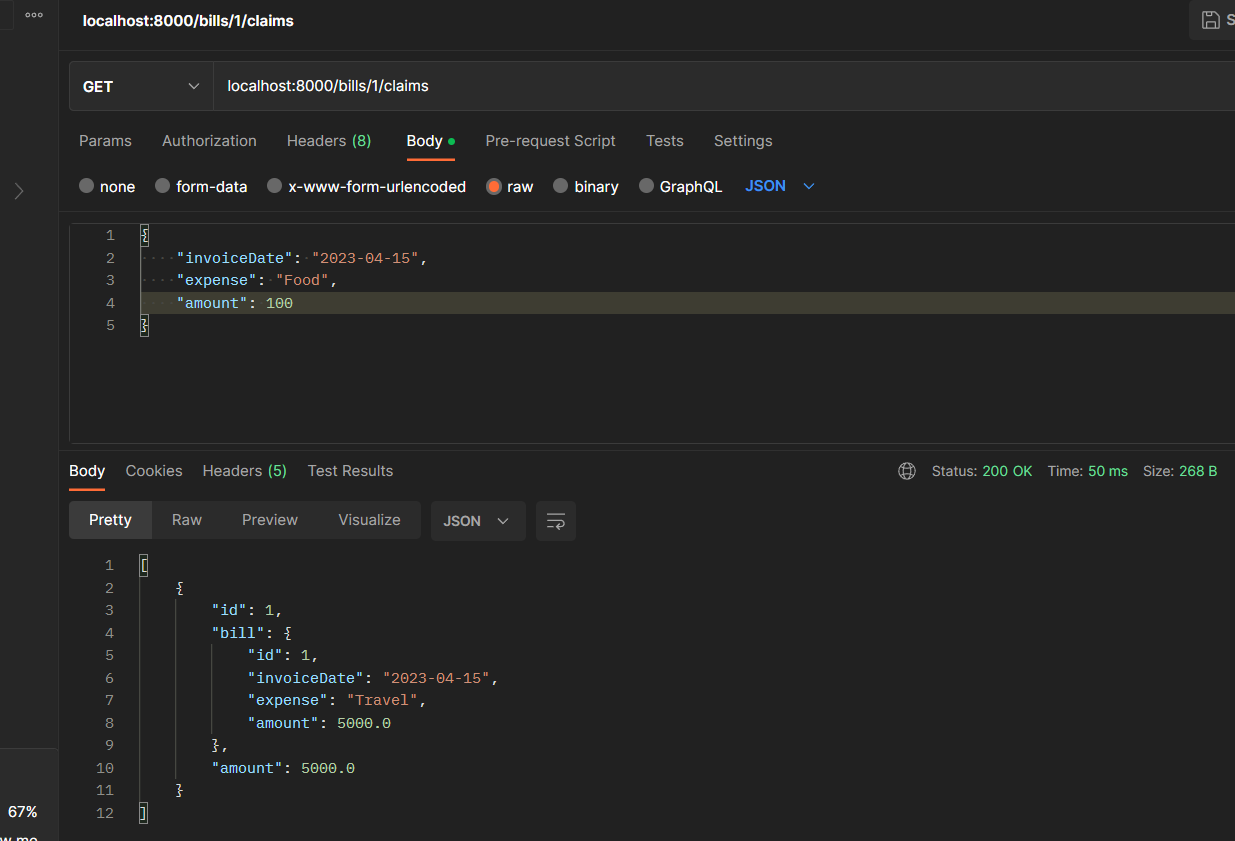 localhost:8000/bills/1/claims
S
GET localhost:8000/bills/1/claims
Params Authorization Headers (8) Body Pre-request Script Tests Settings
none form-data x-www-form-urlencoded raw binary GraphQL JSON
1 {
2 "invoiceDate": "2023-04-15",
3 "expense": "Food",
4 "amount": 100
5 }
Body Cookies Headers (5) Test Results Status: 200 OK Time: 50 ms Size: 268 B
Pretty Raw Preview Visualize JSON
1 [
2 {
3 "id": 1,
4 "bill": {
5 "id": 1,
6 "invoiceDate": "2023-04-15",
7 "expense": "Travel",
8 "amount": 5000.0
9 },
10 "amount": 5000.0
11 }
12 ]
67%